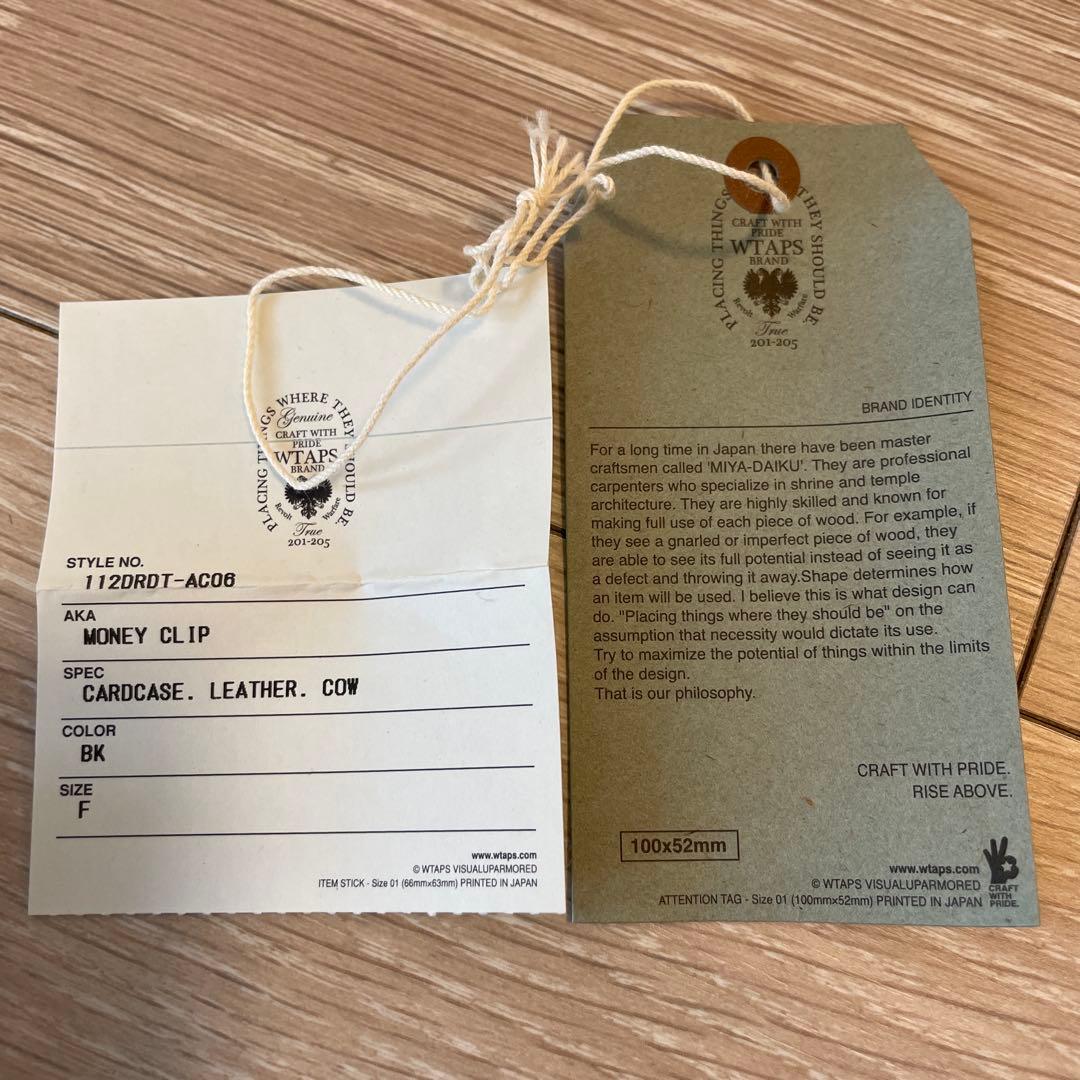 PLACING THINGS WHERE THEY SHOULD BE.
Genuine
CRAFT WITH
PRIDE
WTAPS
BRAND
Revolt Warfare
True
201-205
STYLE NO.
112DRDT-AC06
AKA
MONEY CLIP
SPEC
CARDCASE. LEATHER. COW
COLOR
BK
SIZE
F
www.wtaps.com
© WTAPS VISUALUPARMORED
ITEM STICK - Size 01 (66mm×63mm) PRINTED IN JAPAN
PLACING THINGS THEY SHOULD BE.
CRAFT WITH
PRIDE
WTAPS
BRAND
Revolt Warfare
True
201-205
BRAND IDENTITY
For a long time in Japan there have been master
craftsmen called 'MIYA-DAIKU'. They are professional
carpenters who specialize in shrine and temple
architecture. They are highly skilled and known for
making full use of each piece of wood. For example, if
they see a gnarled or imperfect piece of wood, they
are able to see its full potential instead of seeing it as
a defect and throwing it away.Shape determines how
an item will be used. I believe this is what design can
do. "Placing things where they should be" on the
assumption that necessity would dictate its use.
Try to maximize the potential of things within the limits
of the design.
That is our philosophy.
CRAFT WITH PRIDE.
RISE ABOVE.
100x52mm
www.wtaps.com
© WTAPS VISUALUPARMORED
ATTENTION TAG - Size 01 (100mm×52mm) PRINTED IN JAPAN
CRAFT
WITH
PRIDE.